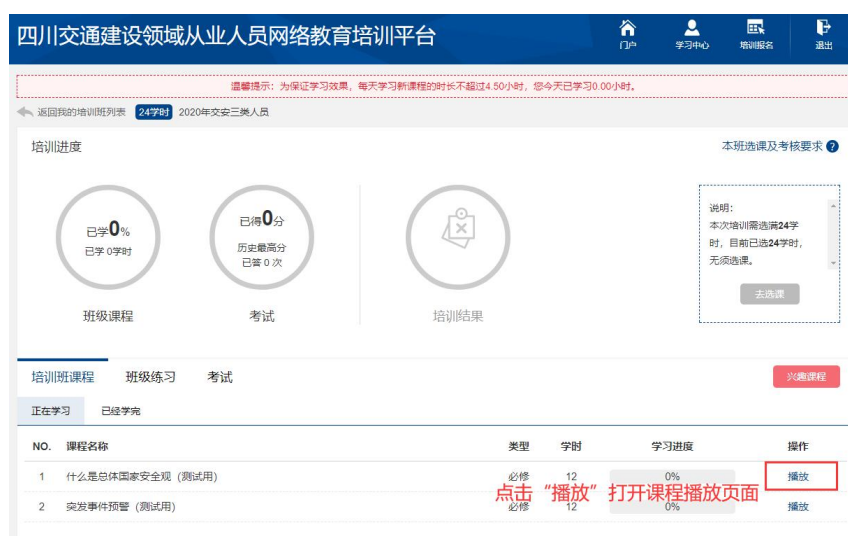 四川交通建设领域从业人员网络教育培训平台
门户 学习中心 培训报名 退出
温馨提示：为保证学习效果，每天学习新课程的时长不超过4.50小时，您今天已学习0.00小时。
返回我的培训班列表 24学时 2020年交安三类人员
培训进度 本班选课及考核要求 ?
已学0%
已学 0学时
班级课程
已得0分
历史最高分
已答 0 次
考试
培训结果
说明：
本次培训需选满24学
时，目前已选24学时，
无须选课。
去选课
培训班课程 班级练习 考试 兴趣课程
正在学习 已经学完
NO. 课程名称 类型 学时 学习进度 操作
1 什么是总体国家安全观（测试用） 必修 12 0% 播放
点击“播放”打开课程播放页面
2 突发事件预警（测试用） 必修 12 0% 播放